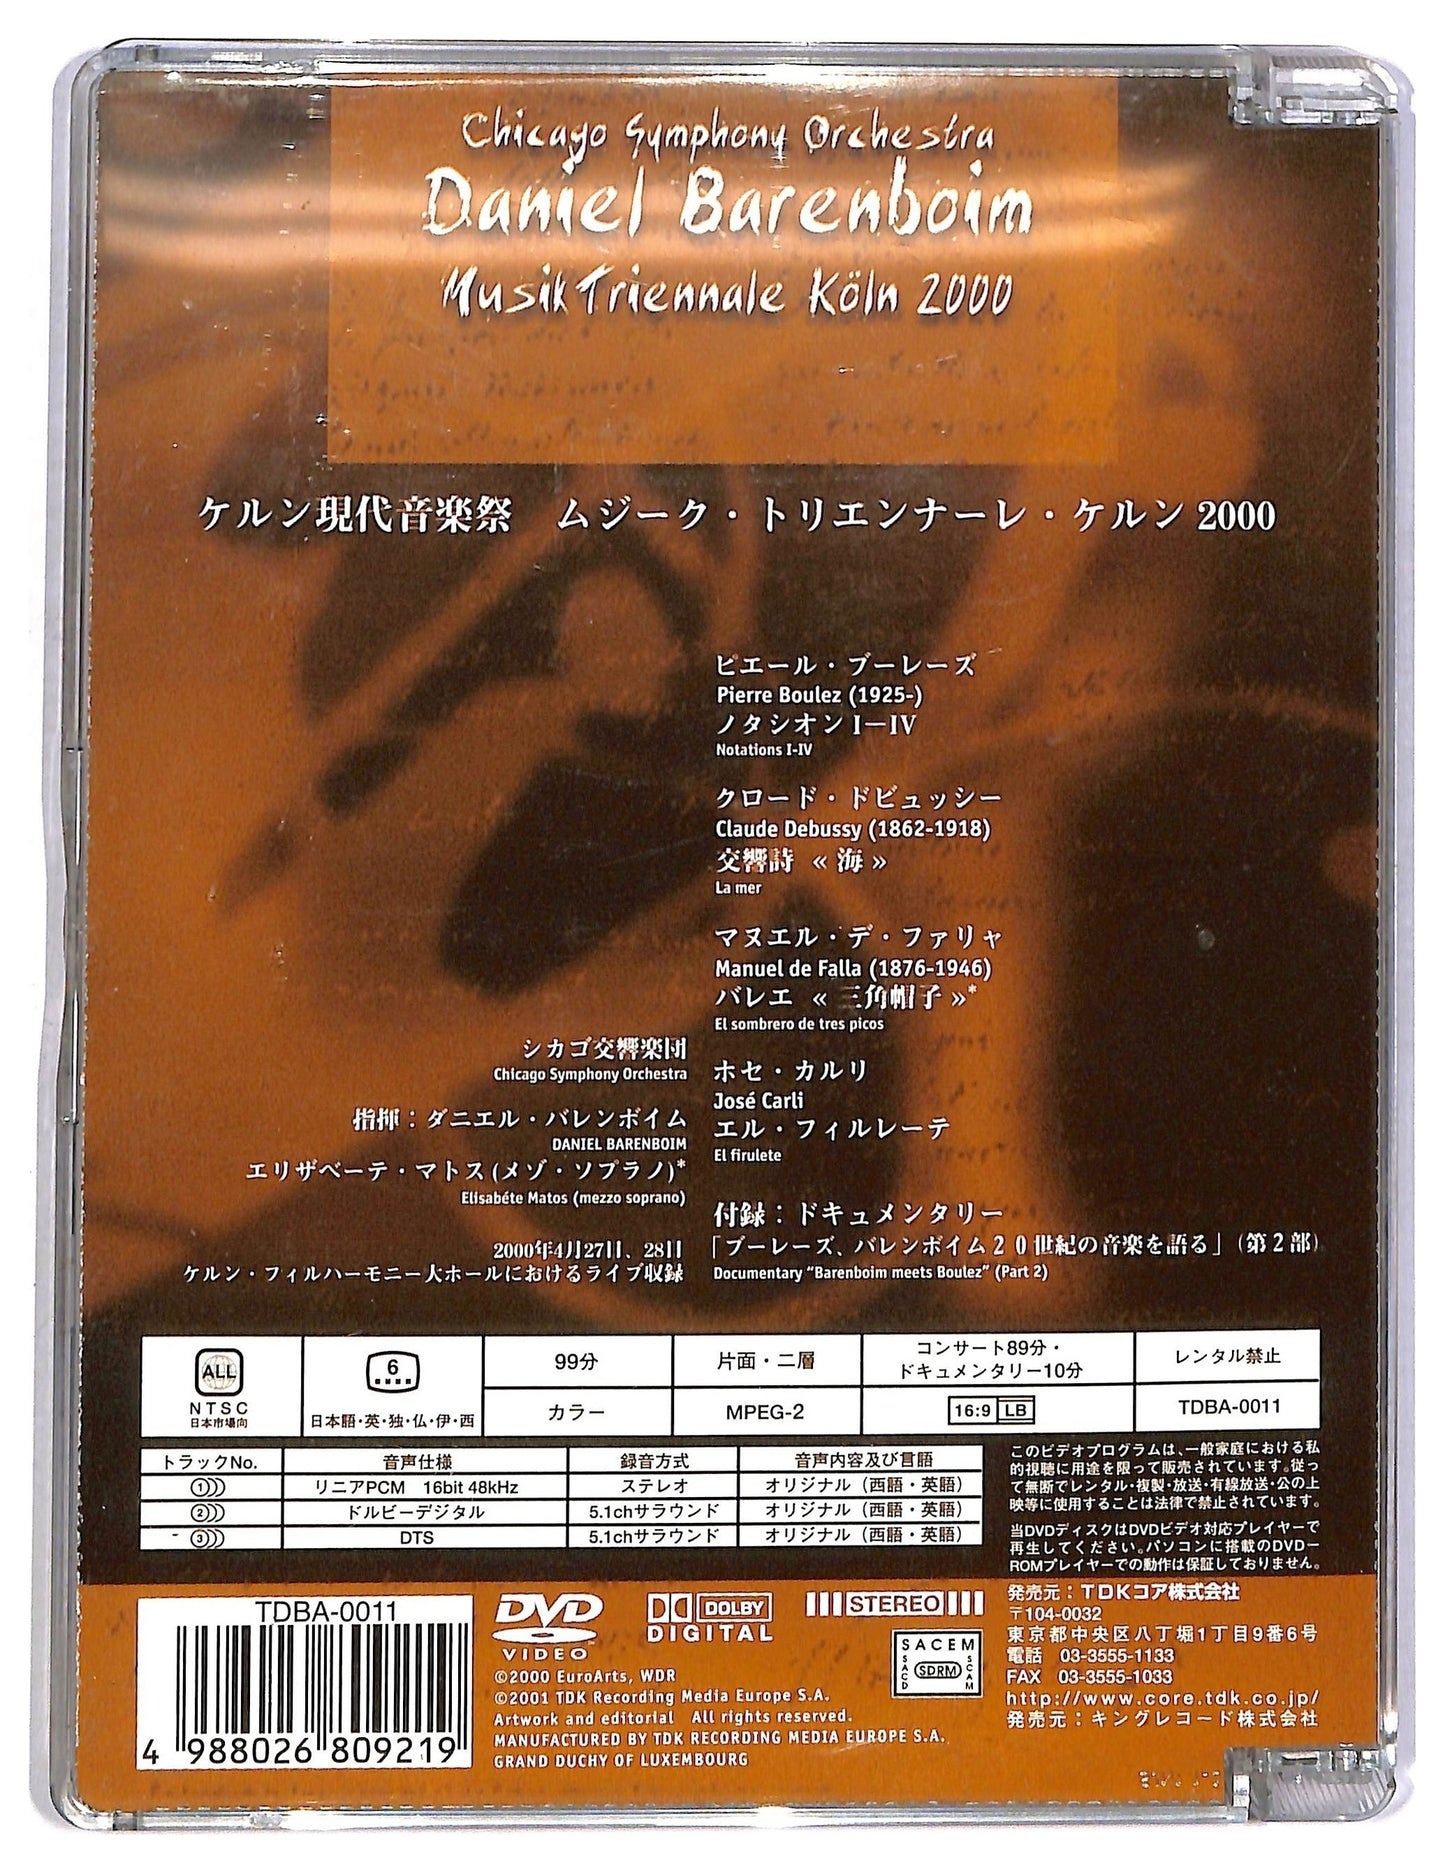 Chicago Symphony Orchestra
Daniel Barenboim
MusikTriennale Köln 2000
ケルン現代音楽祭　ムジーク・トリエンナーレ・ケルン 2000
ピエール・ブーレーズ
Pierre Boulez (1925-)
ノタシオン I－IV
Notations I-IV
クロード・ドビュッシー
Claude Debussy (1862-1918)
交響詩 « 海 »
La mer
マヌエル・デ・ファリャ
Manuel de Falla (1876-1946)
バレエ « 三角帽子 »*
El sombrero de tres picos
ホセ・カルリ
José Carli
エル・フィルレーテ
El firulete
付録：ドキュメンタリー
「ブーレーズ、バレンボイム20世紀の音楽を語る」(第2部)
Documentary "Barenboim meets Boulez" (Part 2)
シカゴ交響楽団
Chicago Symphony Orchestra
指揮：ダニエル・バレンボイム
DANIEL BARENBOIM
エリザベーテ・マトス (メゾ・ソプラノ)*
Elisabéte Matos (mezzo soprano)
2000年4月27日、28日
ケルン・フィルハーモニー大ホールにおけるライブ収録
ALL
NTSC
日本市場向
6
日本語・英・独・仏・伊・西
99分
カラー
片面・二層
MPEG-2
コンサート89分・
ドキュメンタリー10分
16:9 LB
レンタル禁止
TDBA-0011
トラックNo. 音声仕様 録音方式 音声内容及び言語
1 リニアPCM　16bit 48kHz ステレオ オリジナル（西語・英語）
2 ドルビーデジタル 5.1chサラウンド オリジナル（西語・英語）
3 DTS 5.1chサラウンド オリジナル（西語・英語）
このビデオプログラムは、一般家庭における私
的視聴に用途を限って販売されています。従っ
て無断でレンタル・複製・放送・有線放送・公の上
映等に使用することは法律で禁止されています。
当DVDディスクはDVDビデオ対応プレイヤーで
再生してください。パソコンに搭載のDVD－
ROMプレイヤーでの動作は保証しておりません。
TDBA-0011
4 988026 809219
DVD
VIDEO
DOLBY
DIGITAL
STEREO
SACEM
SACD
SDRM
SCAM
©2000 EuroArts, WDR
©2001 TDK Recording Media Europe S.A.
Artwork and editorial　All rights reserved.
MANUFACTURED BY TDK RECORDING MEDIA EUROPE S.A.,
GRAND DUCHY OF LUXEMBOURG
発売元：TDKコア株式会社
〒104-0032
東京都中央区八丁堀1丁目9番6号
電話　03-3555-1133
FAX　03-3555-1033
http://www.core.tdk.co.jp/
発売元：キングレコード株式会社